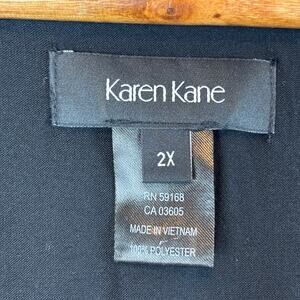 Karen Kane
2X
RN 59168
CA 03605
MADE IN VIETNAM
100% POLYESTER